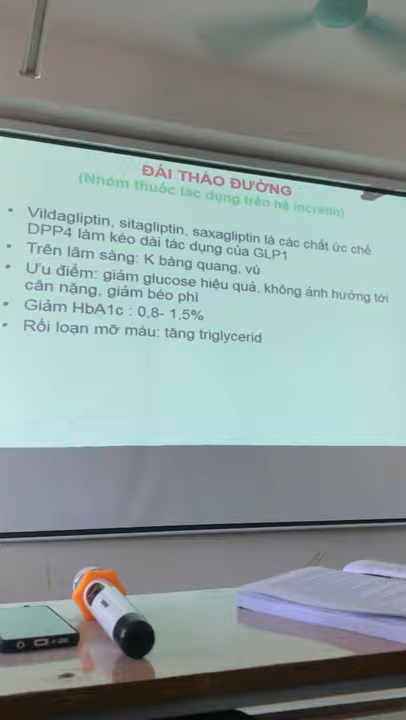 ĐÁI THÁO ĐƯỜNG
(Nhóm thuốc tác dụng trên hệ incretin)
• Vildagliptin, sitagliptin, saxagliptin là các chất ức chế
DPP4 làm kéo dài tác dụng của GLP1
• Trên lâm sàng: K bàng quang, vú
• Ưu điểm: giảm glucose hiệu quả, không ảnh hưởng tới
cân nặng, giảm béo phì
• Giảm HbA1c : 0,8- 1,5%
• Rối loạn mỡ máu: tăng triglycerid